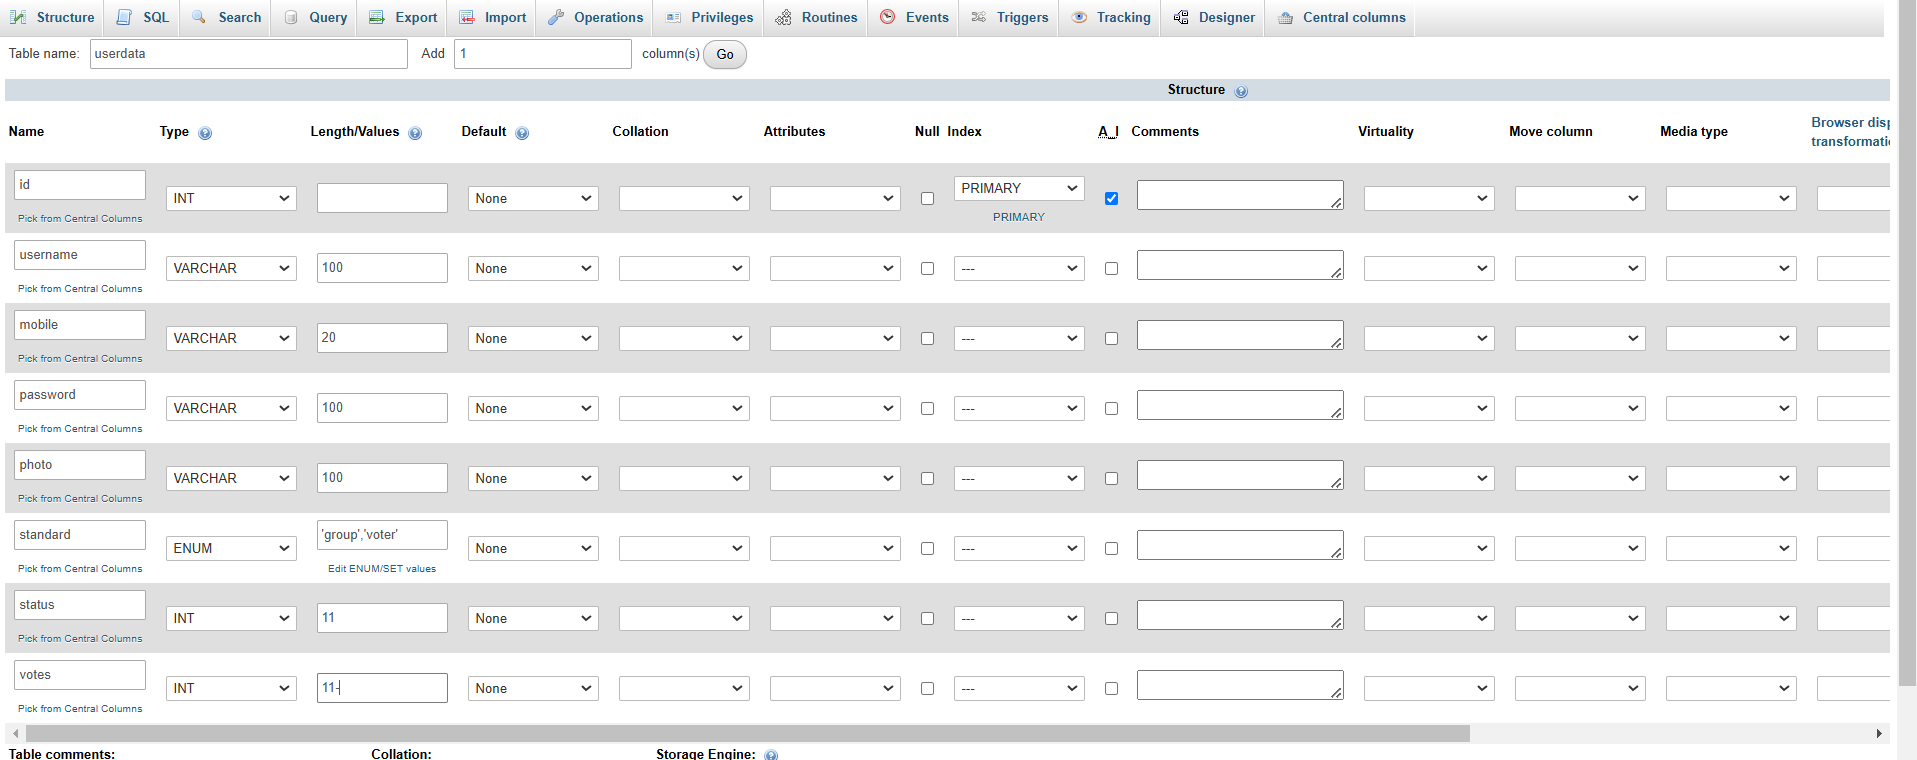 Structure SQL Search Query Export Import Operations Privileges Routines Events Triggers Tracking Designer Central columns
Table name: userdata Add 1 column(s) Go
Structure
Name Type Length/Values Default Collation Attributes Null Index A_I Comments Virtuality Move column Media type Browser disp
transformati
id INT None PRIMARY
Pick from Central Columns PRIMARY
username VARCHAR 100 None ---
Pick from Central Columns
mobile VARCHAR 20 None ---
Pick from Central Columns
password VARCHAR 100 None ---
Pick from Central Columns
photo VARCHAR 100 None ---
Pick from Central Columns
standard ENUM 'group','voter' None ---
Pick from Central Columns Edit ENUM/SET values
status INT 11 None ---
Pick from Central Columns
votes INT 11- None ---
Pick from Central Columns
Table comments: Collation: Storage Engine: